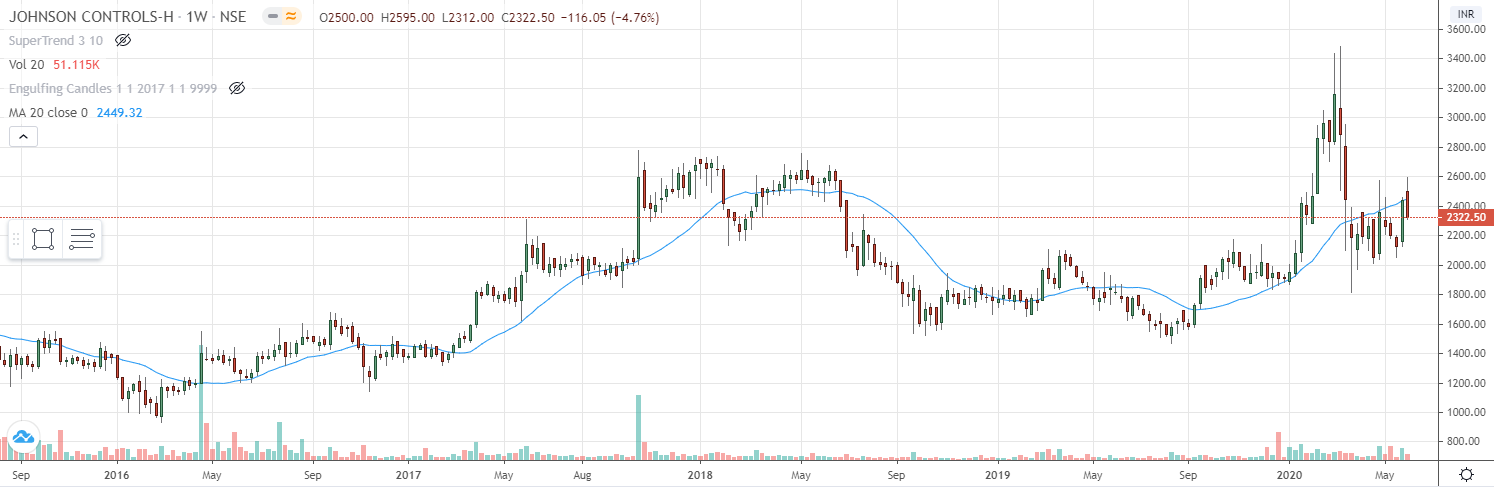 JOHNSON CONTROLS-H · 1W · NSE O2500.00 H2595.00 L2312.00 C2322.50 −116.05 (−4.76%)
INR
SuperTrend 3 10
Vol 20 51.115K
Engulfing Candles 1 1 2017 1 1 9999
MA 20 close 0 2449.32
3600.00
3400.00
3200.00
3000.00
2800.00
2600.00
2400.00
2322.50
2200.00
2000.00
1800.00
1600.00
1400.00
1200.00
1000.00
800.00
Sep 2016 May Sep 2017 May Aug 2018 May Sep 2019 May Sep 2020 May